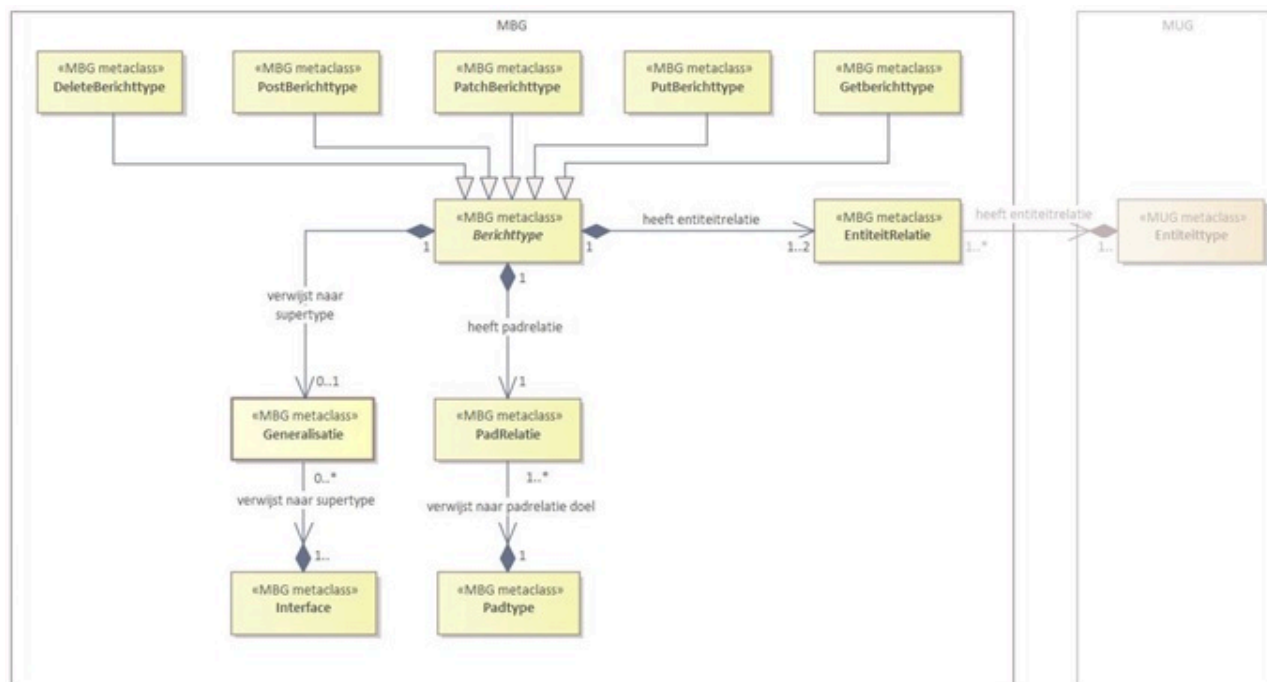 MBG
MUG
«MBG metaclass»
DeleteBerichttype
«MBG metaclass»
PostBerichttype
«MBG metaclass»
PatchBerichttype
«MBG metaclass»
PutBerichttype
«MBG metaclass»
Getberichttype
«MBG metaclass»
Berichttype
1
1
1
heeft entiteitrelatie
1..2
«MBG metaclass»
EntiteitRelatie
heeft entiteitrelatie
1..*
1..
«MUG metaclass»
Entiteittype
verwijst naar
supertype
0..1
heeft padrelatie
1
«MBG metaclass»
Generalisatie
«MBG metaclass»
PadRelatie
0..*
verwijst naar supertype
1..
1..*
verwijst naar padrelatie doel
1
«MBG metaclass»
Interface
«MBG metaclass»
Padtype